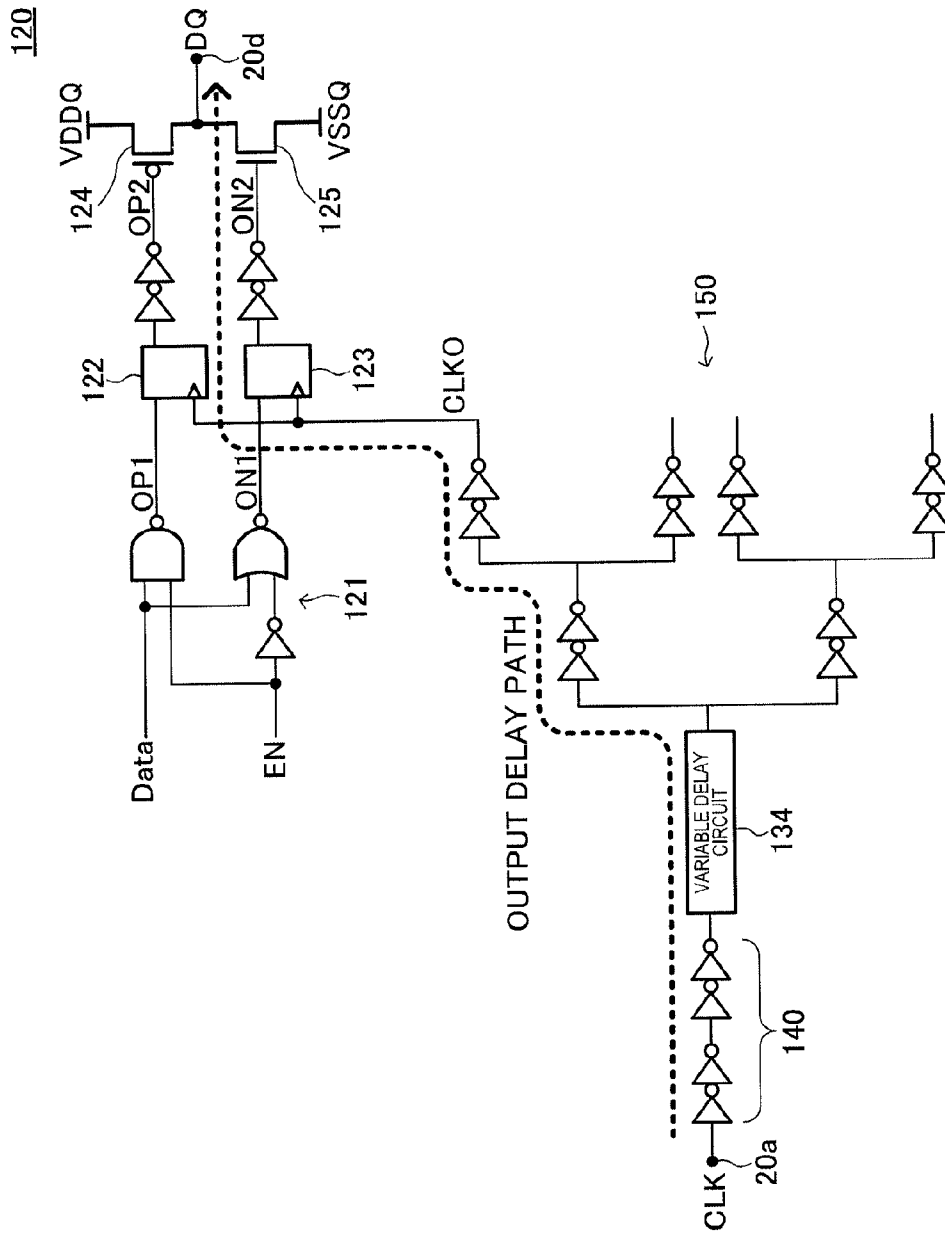 120
VDDQ
124
OP2
DQ
20d
ON2
125
VSSQ
122
123
OP1
ON1
121
Data
EN
CLKO
150
OUTPUT DELAY PATH
VARIABLE DELAY
CIRCUIT
134
140
CLK
20a